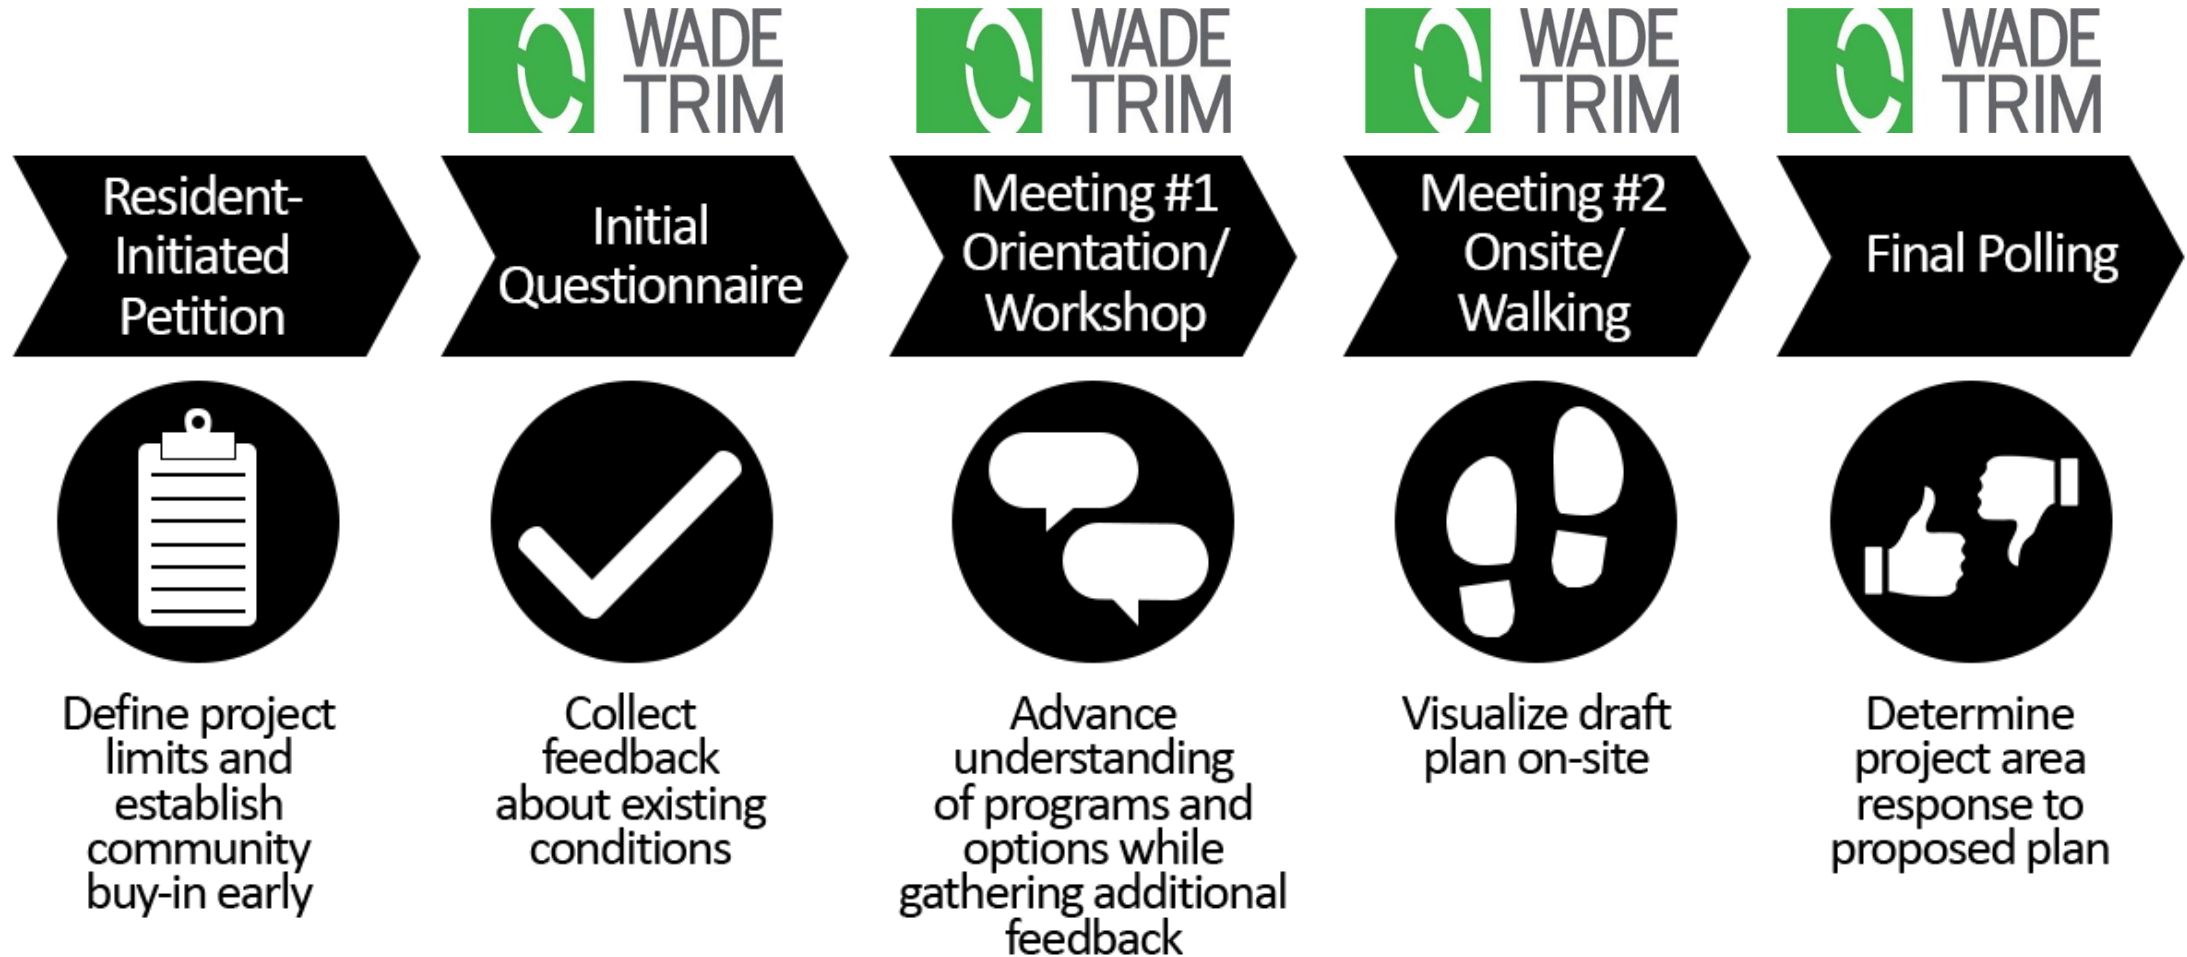 WADE
TRIM
WADE
TRIM
WADE
TRIM
WADE
TRIM
Resident-
Initiated
Petition
Initial
Questionnaire
Meeting #1
Orientation/
Workshop
Meeting #2
Onsite/
Walking
Final Polling
Define project
limits and
establish
community
buy-in early
Collect
feedback
about existing
conditions
Advance
understanding
of programs and
options while
gathering additional
feedback
Visualize draft
plan on-site
Determine
project area
response to
proposed plan